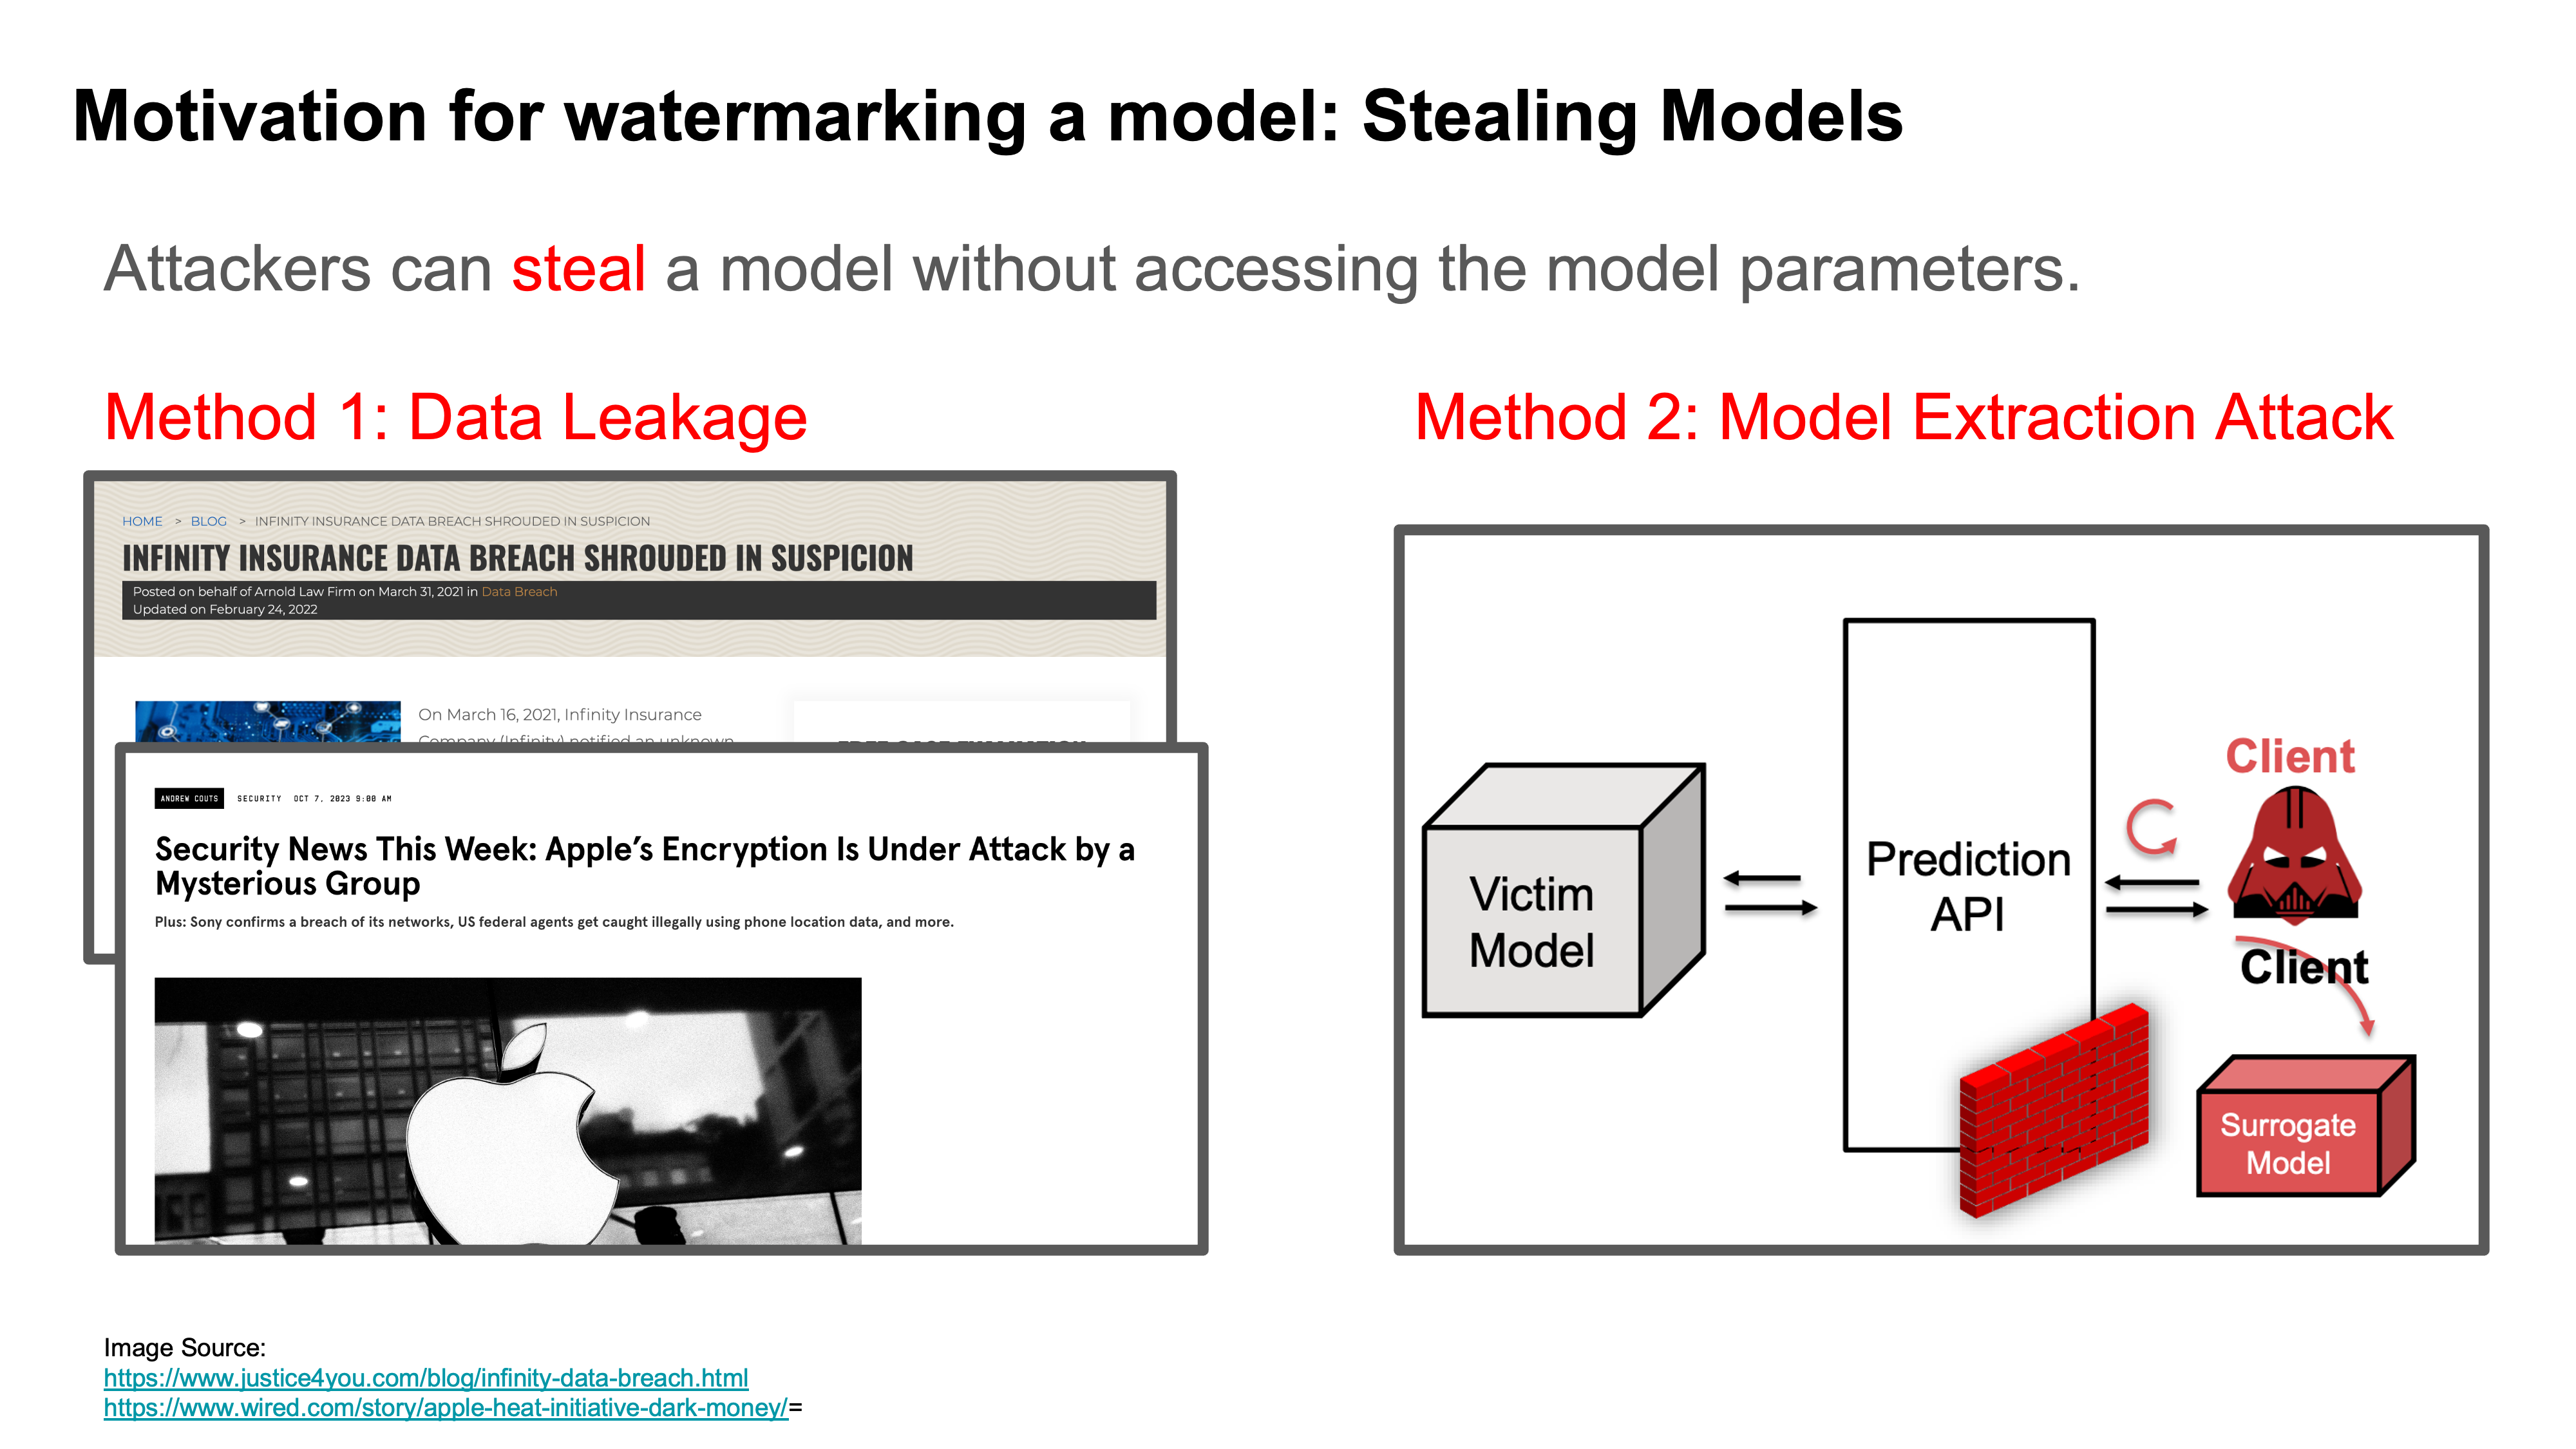 Motivation for watermarking a model: Stealing Models
Attackers can steal a model without accessing the model parameters.
Method 1: Data Leakage
HOME > BLOG > INFINITY INSURANCE DATA BREACH SHROUDED IN SUSPICION
INFINITY INSURANCE DATA BREACH SHROUDED IN SUSPICION
Posted on behalf of Arnold Law Firm on March 31, 2021 in Data Breach
Updated on February 24, 2022
On March 16, 2021, Infinity Insurance
Company (Infinity) notified an unknown
FREE CASE EVALUATION
ANDREW COUTS SECURITY OCT 7, 2023 9:00 AM
Security News This Week: Apple’s Encryption Is Under Attack by a
Mysterious Group
Plus: Sony confirms a breach of its networks, US federal agents get caught illegally using phone location data, and more.
Method 2: Model Extraction Attack
Victim
Model
Prediction
API
Client
Client
Surrogate
Model
Image Source:
https://www.justice4you.com/blog/infinity-data-breach.html
https://www.wired.com/story/apple-heat-initiative-dark-money/=